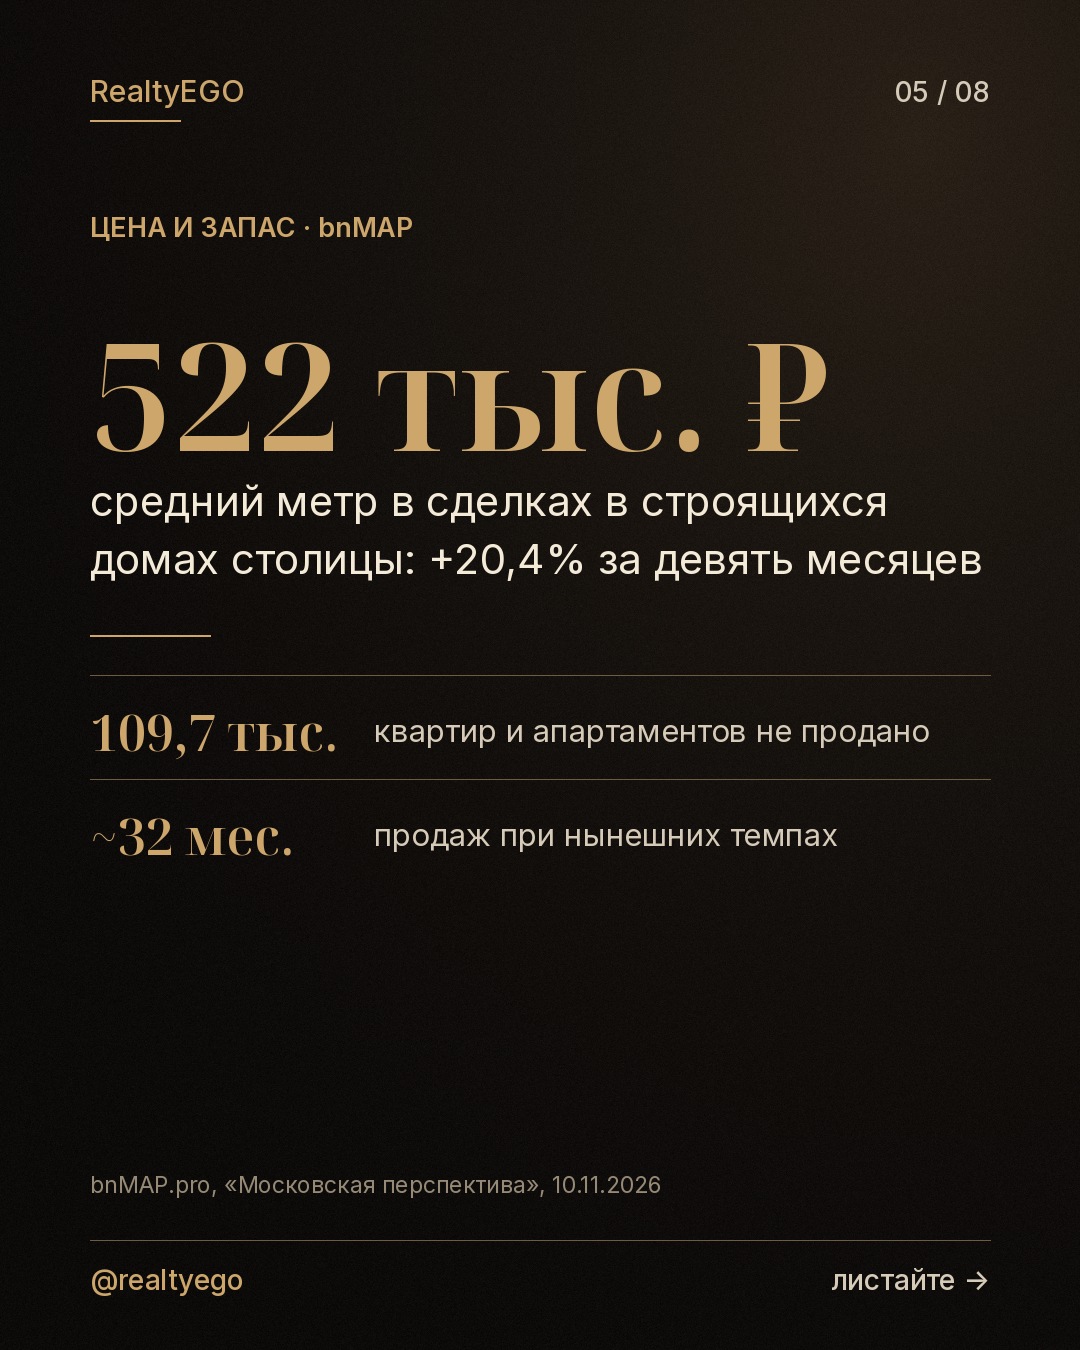 RealtyEGO
05 / 08
ЦЕНА И ЗАПАС · bnMAP
522 тыс. ₽
средний метр в сделках в строящихся
домах столицы: +20,4% за девять месяцев
109,7 тыс. квартир и апартаментов не продано
~32 мес. продаж при нынешних темпах
bnMAP.pro, «Московская перспектива», 10.11.2026
@realtyego
листайте →